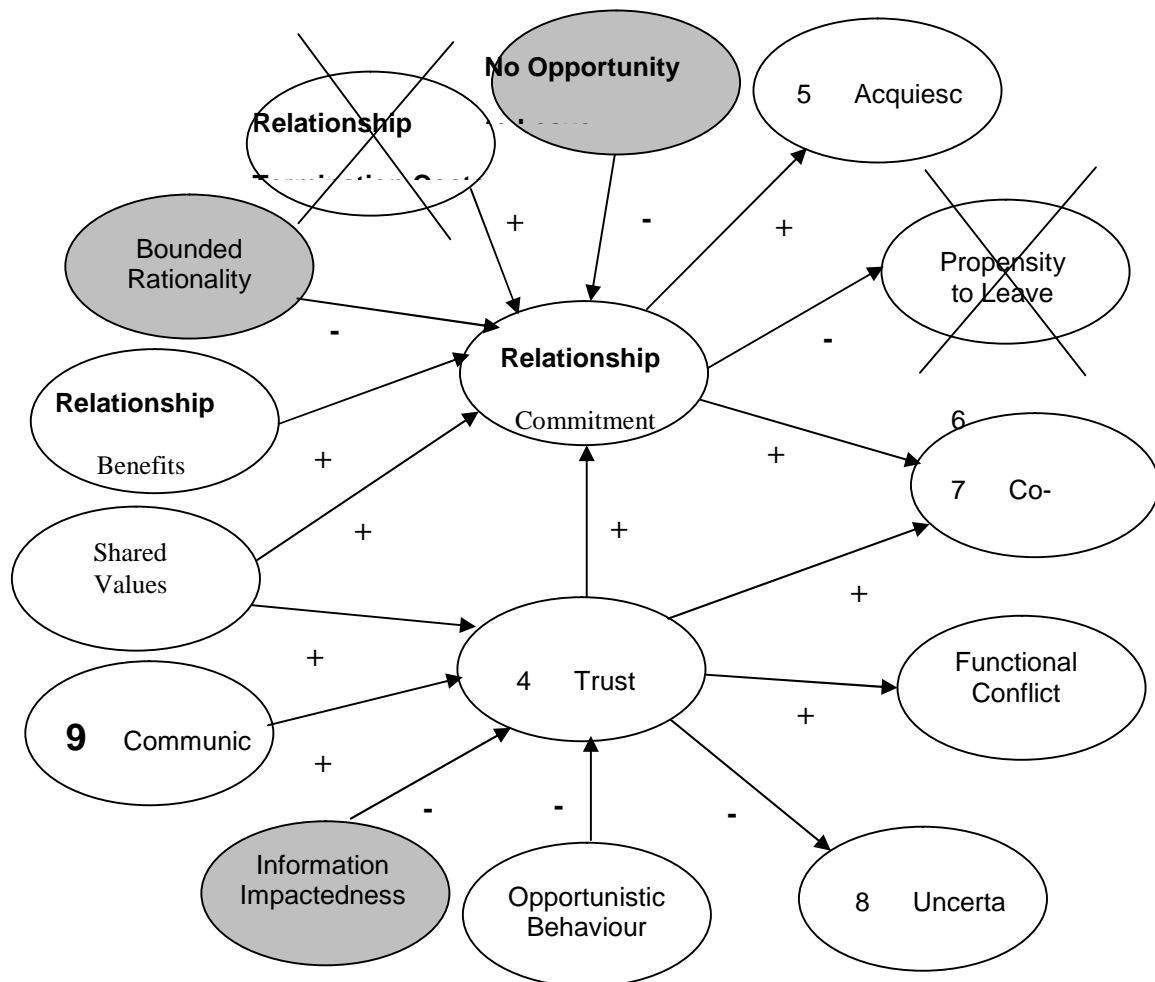 No Opportunity
5 Acquiesc
Relationship
+
-
+
Bounded
Rationality
Propensity
to Leave
-
-
Relationship
Commitment
Relationship
Benefits
+
+
6
7 Co-
Shared
Values
+
+
+
+
4 Trust
Functional
Conflict
9 Communic
+
+
-
-
-
Information
Impactedness
Opportunistic
Behaviour
8 Uncerta